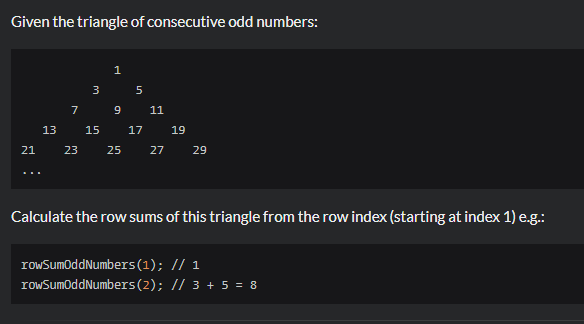 Given the triangle of consecutive odd numbers:
1
3 5
7 9 11
13 15 17 19
21 23 25 27 29
...
Calculate the row sums of this triangle from the row index (starting at index 1) e.g.:
rowSumOddNumbers(1); // 1
rowSumOddNumbers(2); // 3 + 5 = 8